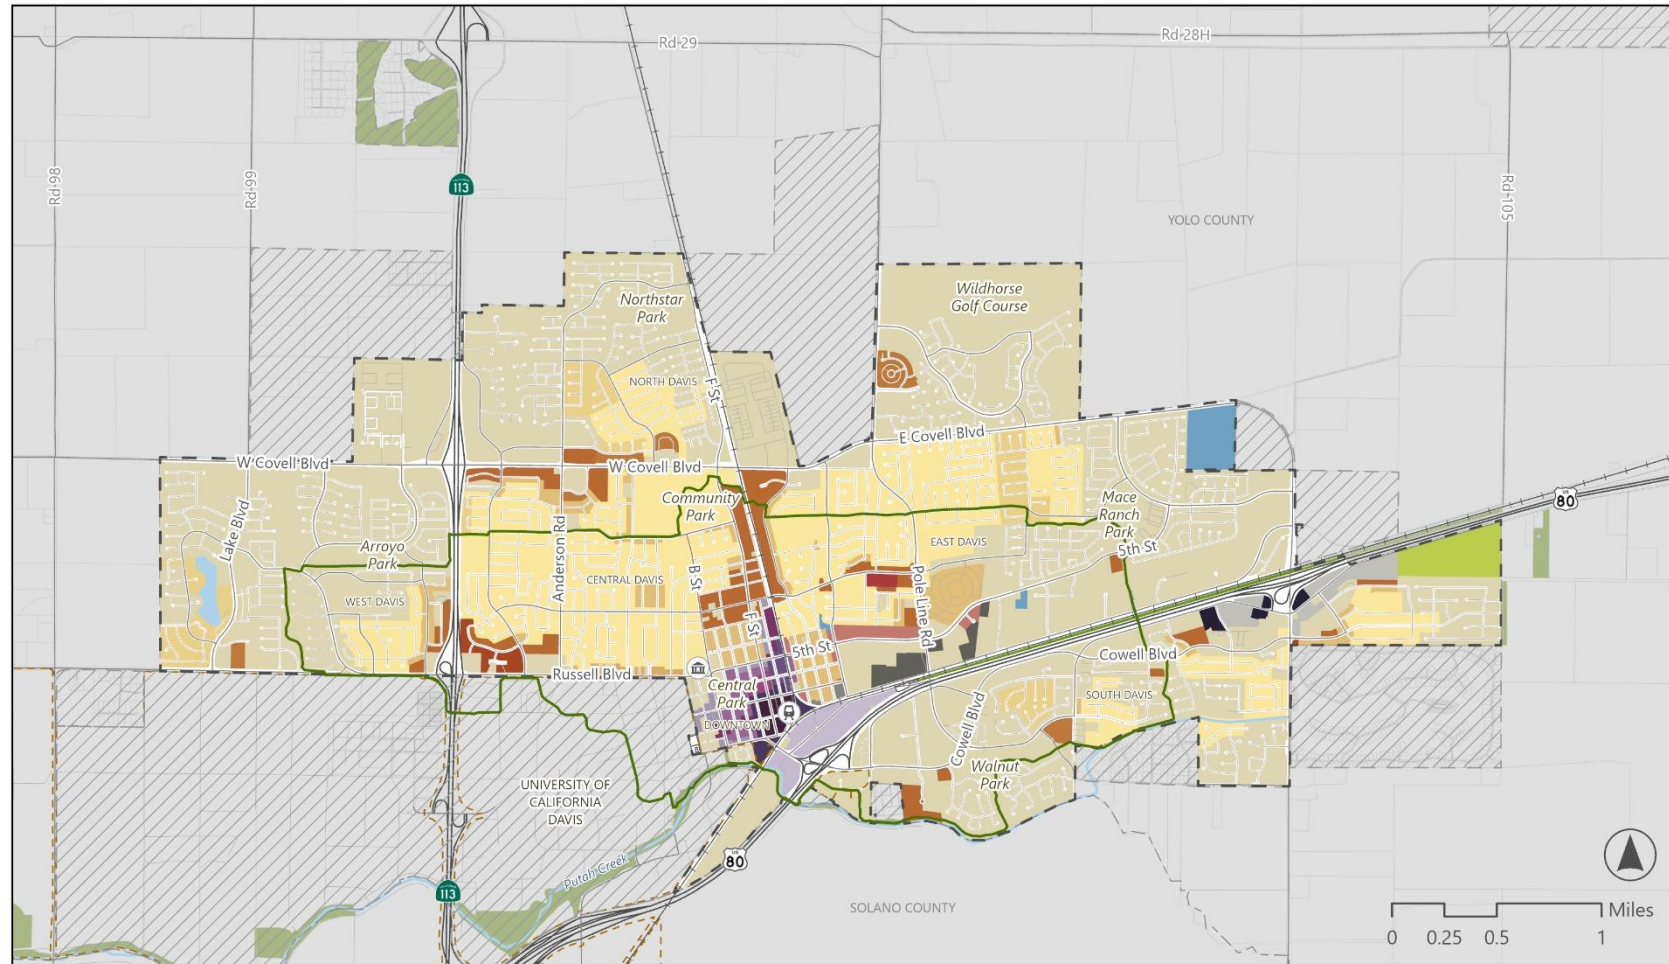 Rd 29
Rd 28H
Rd 98
Rd 99
113
Rd 105
YOLO COUNTY
Northstar
Park
Wildhorse
Golf Course
NORTH DAVIS
F St
E Covell Blvd
W Covell Blvd
W Covell Blvd
Community
Park
Mace
Ranch
Park
US
80
Lake Blvd
Anderson Rd
Arroyo
Park
EAST DAVIS
5th St
CENTRAL DAVIS
B St
WEST DAVIS
Pole Line Rd
F St
5th St
Cowell Blvd
Russell Blvd
Central
Park
SOUTH DAVIS
DOWNTOWN
Cowell Blvd
Walnut
Park
UNIVERSITY OF
CALIFORNIA
DAVIS
US
80
Putah Creek
113
SOLANO COUNTY
Miles
0 0.25 0.5 1